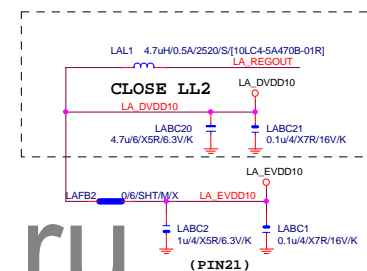 LAL1 4.7uH/0.5A/2520/S/[10LC4-5A470B-01R]
LA_REGOUT
CLOSE LL2
LA_DVDD10
LA_DVDD10
LABC20
4.7u/6/X5R/6.3V/K
LABC21
0.1u/4/X7R/16V/K
LA_EVDD10
LAFB2 0/6/SHT/M/X LA_EVDD10
LABC2
1u/4/X5R/6.3V/K
LABC1
0.1u/4/X7R/16V/K
(PIN21)
ru